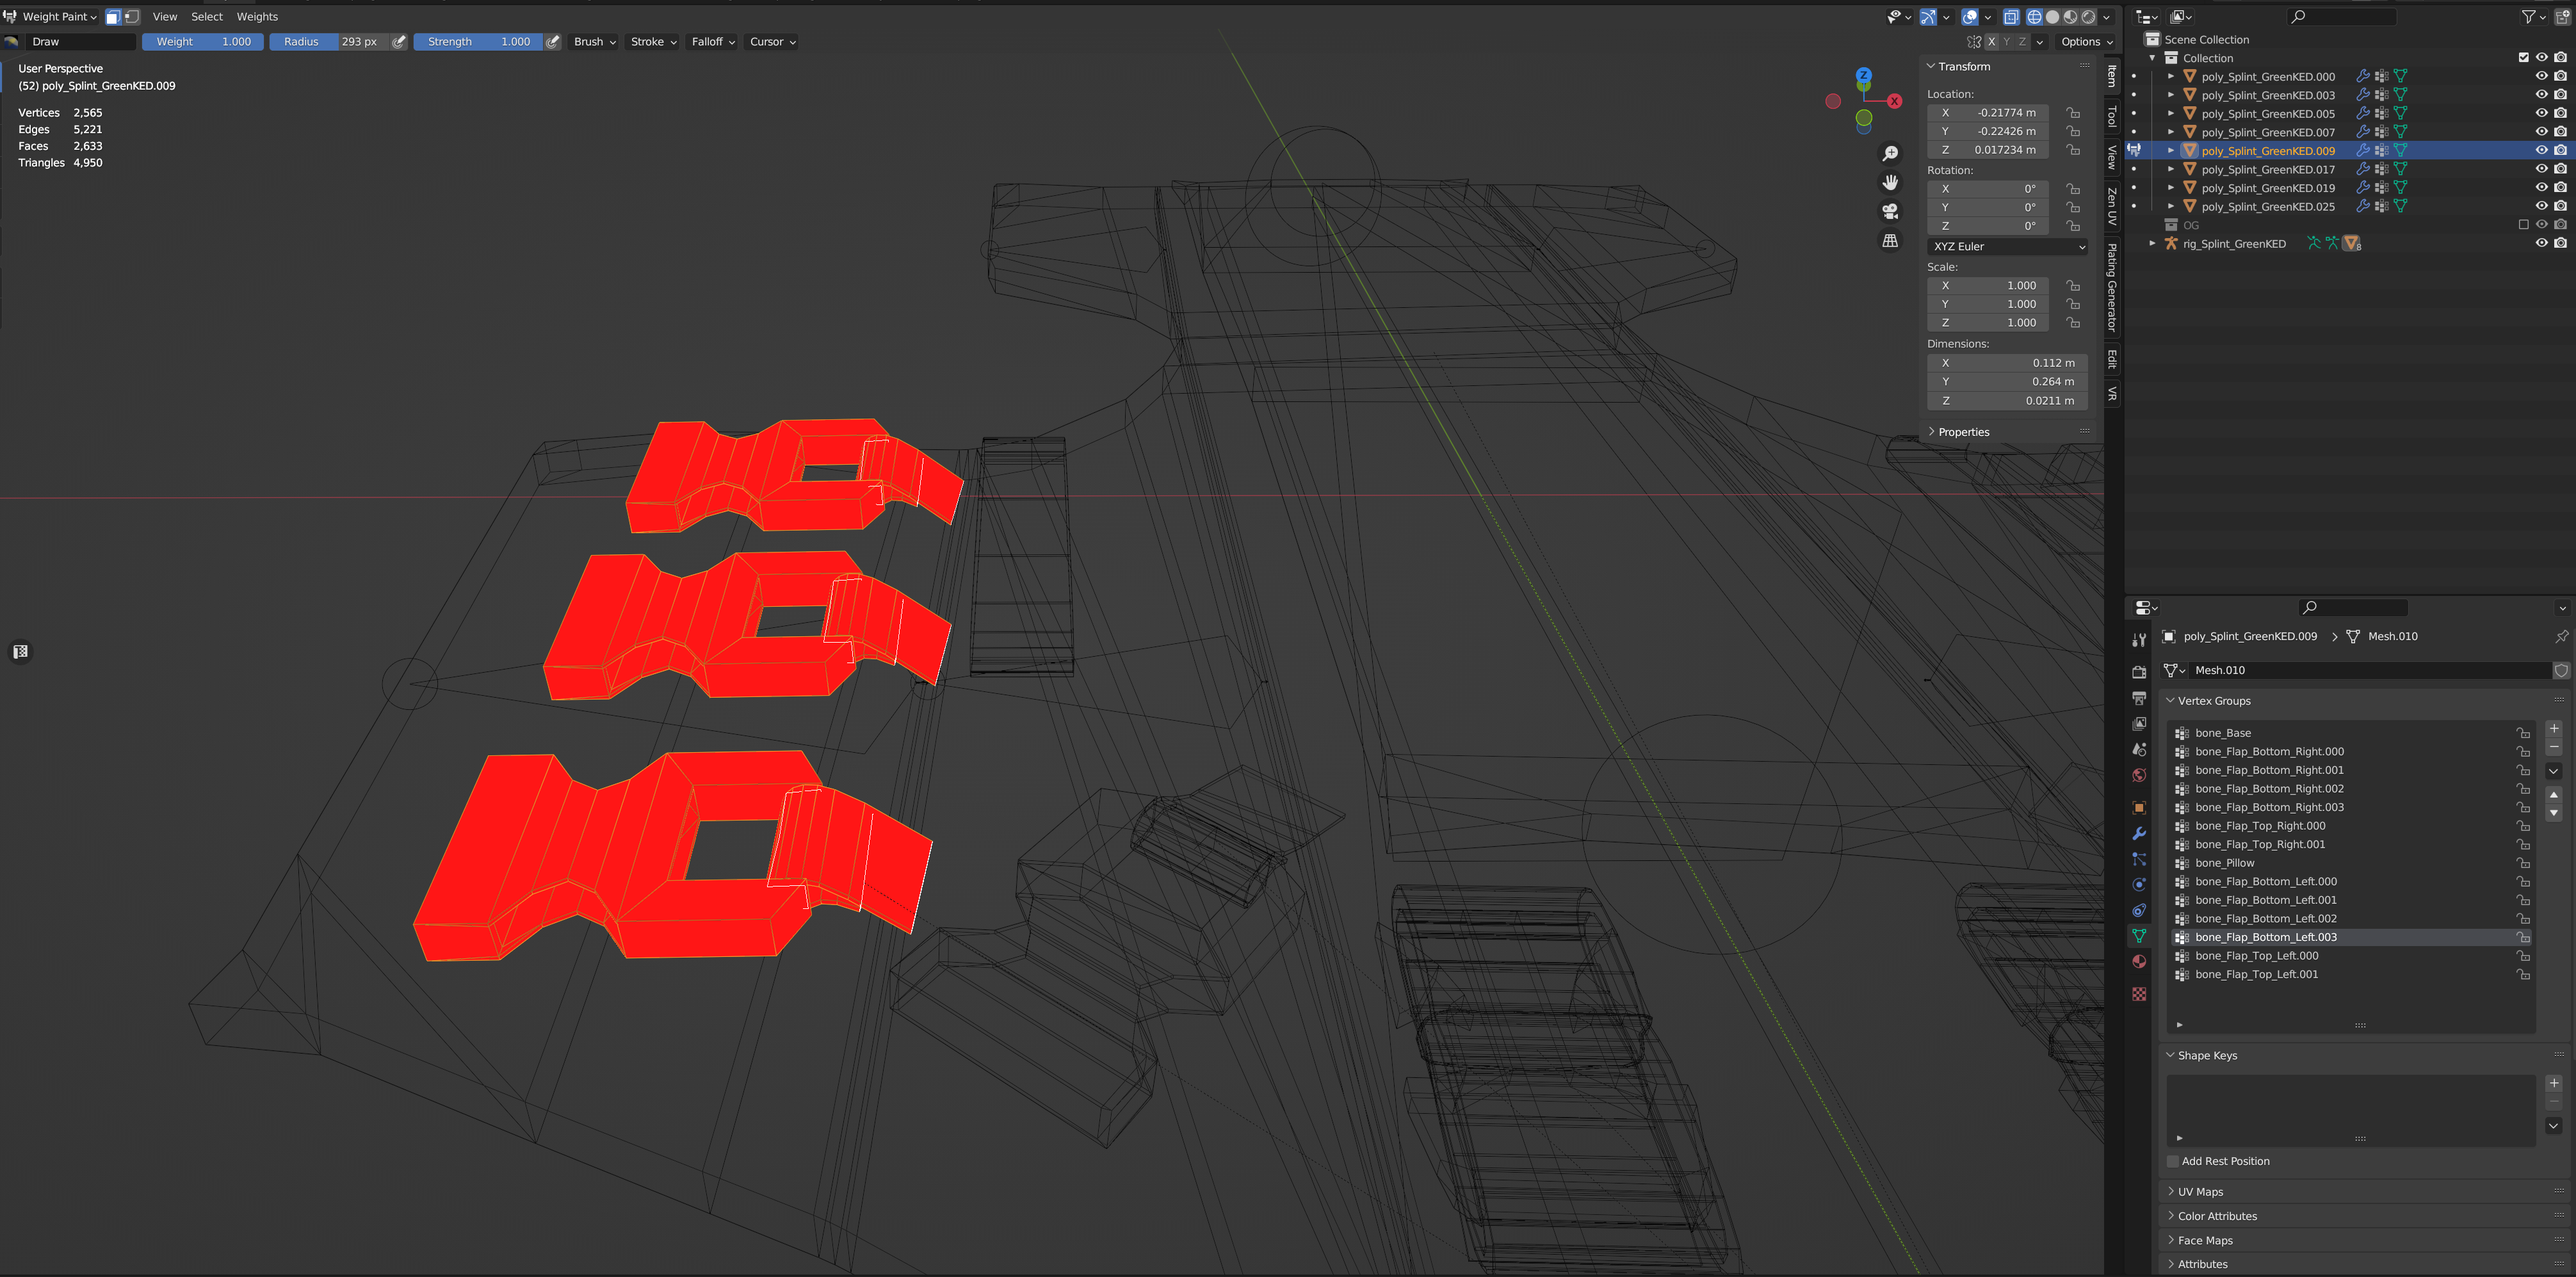 Weight Paint View Select Weights
Draw Weight 1.000 Radius 293 px Strength 1.000 Brush Stroke Falloff Cursor X Y Z Options
User Perspective
(52) poly_Splint_GreenKED.009
Vertices 2,565
Edges 5,221
Faces 2,633
Triangles 4,950
Z
X
Transform
Location:
X -0.21774 m
Y -0.22426 m
Z 0.017234 m
Rotation:
X 0°
Y 0°
Z 0°
XYZ Euler
Scale:
X 1.000
Y 1.000
Z 1.000
Dimensions:
X 0.112 m
Y 0.264 m
Z 0.0211 m
Properties
Item
Tool
View
Zen UV
Plating Generator
Edit
VR
Scene Collection
Collection
poly_Splint_GreenKED.000
poly_Splint_GreenKED.003
poly_Splint_GreenKED.005
poly_Splint_GreenKED.007
poly_Splint_GreenKED.009
poly_Splint_GreenKED.017
poly_Splint_GreenKED.019
poly_Splint_GreenKED.025
OG
rig_Splint_GreenKED 8
poly_Splint_GreenKED.009 Mesh.010
Mesh.010
Vertex Groups
bone_Base
bone_Flap_Bottom_Right.000
bone_Flap_Bottom_Right.001
bone_Flap_Bottom_Right.002
bone_Flap_Bottom_Right.003
bone_Flap_Top_Right.000
bone_Flap_Top_Right.001
bone_Pillow
bone_Flap_Bottom_Left.000
bone_Flap_Bottom_Left.001
bone_Flap_Bottom_Left.002
bone_Flap_Bottom_Left.003
bone_Flap_Top_Left.000
bone_Flap_Top_Left.001
Shape Keys
Add Rest Position
UV Maps
Color Attributes
Face Maps
Attributes